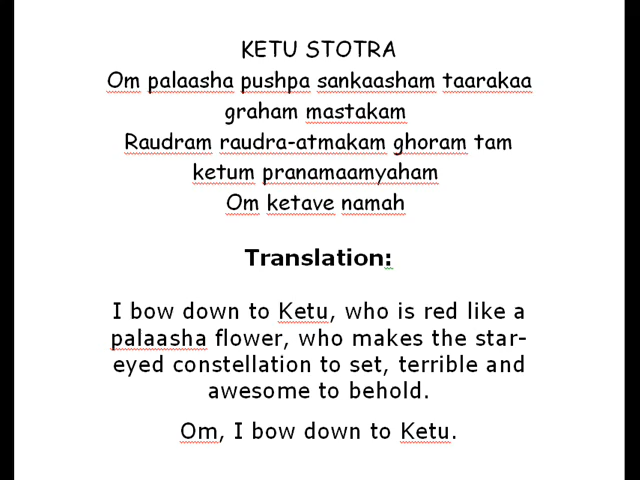 KETU STOTRA
Om palaasha pushpa sankaasham taarakaa
graham mastakam
Raudram raudra-atmakam ghoram tam
ketum pranamaamyaham
Om ketave namah
Translation:
I bow down to Ketu, who is red like a
palaasha flower, who makes the star-
eyed constellation to set, terrible and
awesome to behold.
Om, I bow down to Ketu.